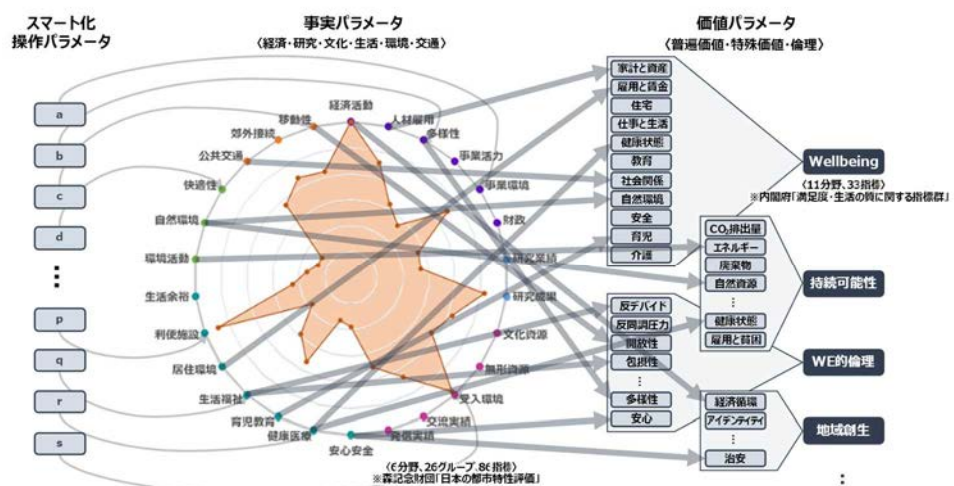 スマート化
操作パラメータ
a
b
c
d
p
q
r
s
事実パラメータ
〈経済・研究・文化・生活・環境・交通〉
経済活動
人材雇用
多様性
事業活力
事業環境
財政
研究業績
研究成果
文化資源
無形資源
受入環境
交流実績
発信実績
安心安全
健康医療
育児教育
生活福祉
居住環境
利便施設
生活余裕
環境活動
自然環境
快適性
公共交通
郊外接続
移動性
〈6分野、26グループ、86指標〉
※森記念財団「日本の都市特性評価」
価値パラメータ
〈普遍価値・特殊価値・倫理〉
家計と資産
雇用と賃金
住宅
仕事と生活
健康状態
教育
社会関係
自然環境
安全
育児
介護
Wellbeing
〈11分野、33指標〉
※内閣府「満足度・生活の質に関する指標群」
CO₂排出量
エネルギー
廃棄物
自然資源
⋮
健康状態
雇用と貧困
持続可能性
反デバイド
反同調圧力
開放性
包摂性
⋮
多様性
安心
WE的倫理
経済循環
アイデンティティ
⋮
治安
地域創生
⋮